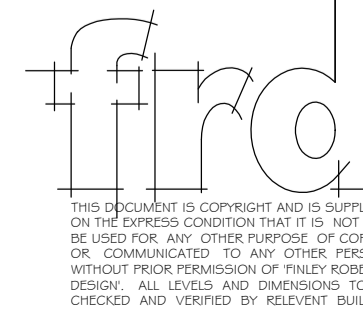 frd
THIS DOCUMENT IS COPYRIGHT AND IS SUPPL
ON THE EXPRESS CONDITION THAT IT IS NOT
BE USED FOR ANY OTHER PURPOSE OF COP
OR COMMUNICATED TO ANY OTHER PERS
WITHOUT PRIOR PERMISSION OF 'FINLEY ROBE
DESIGN'. ALL LEVELS AND DIMENSIONS TO
CHECKED AND VERIFIED BY RELEVENT BUIL